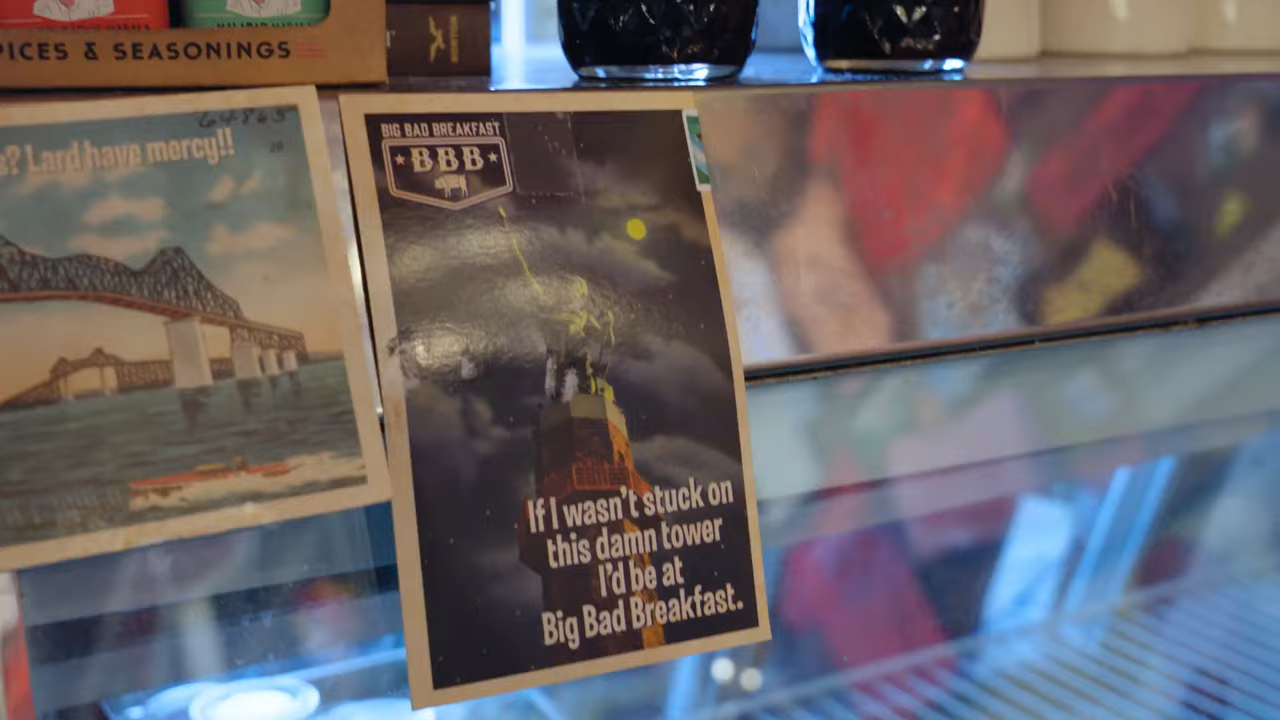 PICES & SEASONINGS
64865
e? Lard have mercy!!
BIG BAD BREAKFAST
BBB
If I wasn't stuck on
this damn tower
I'd be at
Big Bad Breakfast.